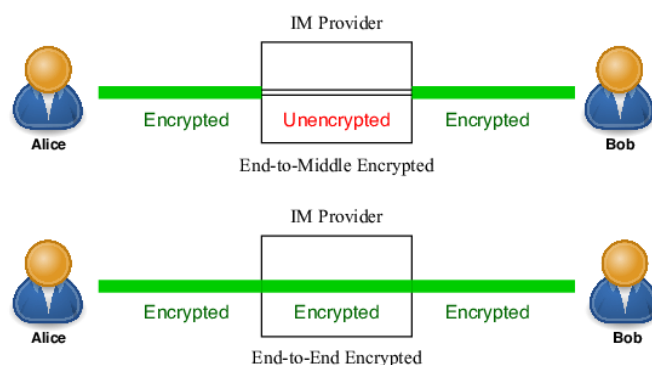 IM Provider
Encrypted Unencrypted Encrypted
Alice Bob
End-to-Middle Encrypted
IM Provider
Encrypted Encrypted Encrypted
Alice Bob
End-to-End Encrypted